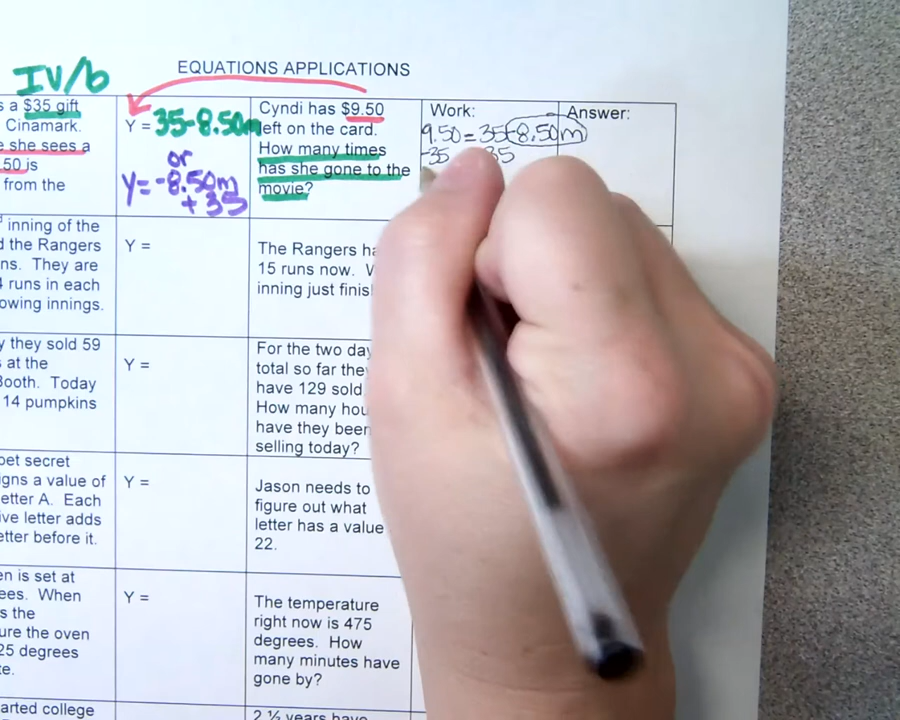 EQUATIONS APPLICATIONS
IV/b
s a $35 gift
Cinamark.
e she sees a
.50 is
from the
Y = 35-8.50m
or
Y=-8.50m
+35
Cyndi has $9.50
left on the card.
How many times
has she gone to the
movie?
Work:
9.50=35-8.50m
-35 -35
Answer:
inning of the
d the Rangers
ns. They are
runs in each
owing innings.
Y =
The Rangers ha
15 runs now. W
inning just finis
y they sold 59
s at the
Booth. Today
14 pumpkins
Y =
For the two day
total so far they
have 129 sold
How many hou
have they been
selling today?
bet secret
igns a value of
etter A. Each
ive letter adds
etter before it.
Y =
Jason needs to
figure out what
letter has a value
22.
en is set at
ees. When
s the
ure the oven
25 degrees
te.
Y =
The temperature
right now is 475
degrees. How
many minutes have
gone by?
arted college
2 ½ years have